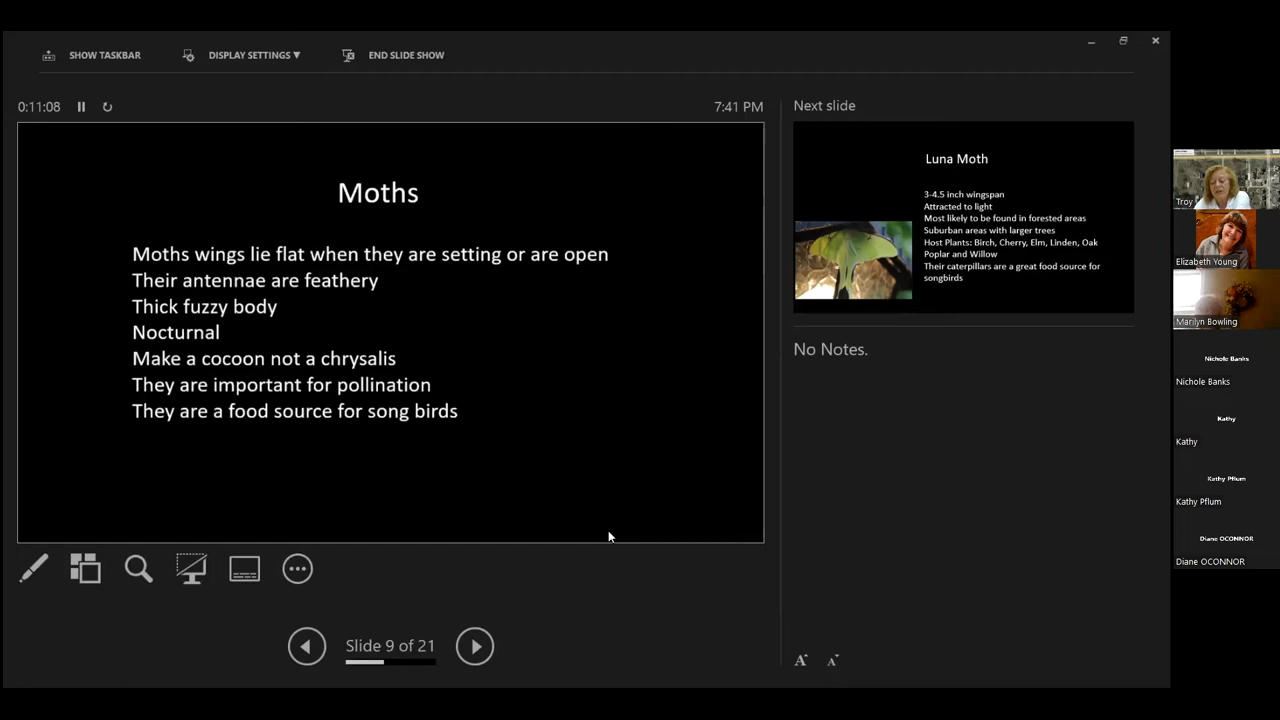 SHOW TASKBAR
DISPLAY SETTINGS ▼
END SLIDE SHOW
0:11:08
7:41 PM
Moths
Moths wings lie flat when they are setting or are open
Their antennae are feathery
Thick fuzzy body
Nocturnal
Make a cocoon not a chrysalis
They are important for pollination
They are a food source for song birds
Slide 9 of 21
Next slide
Luna Moth
3-4.5 inch wingspan
Attracted to light
Most likely to be found in forested areas
Suburban areas with larger trees
Host Plants: Birch, Cherry, Elm, Linden, Oak
Poplar and Willow
Their caterpillars are a great food source for
songbirds
No Notes.
A A
Troy
Elizabeth Young
Marilyn Bowling
Nichole Banks
Nichole Banks
Kathy
Kathy
Kathy Pflum
Kathy Pflum
Diane OCONNOR
Diane OCONNOR